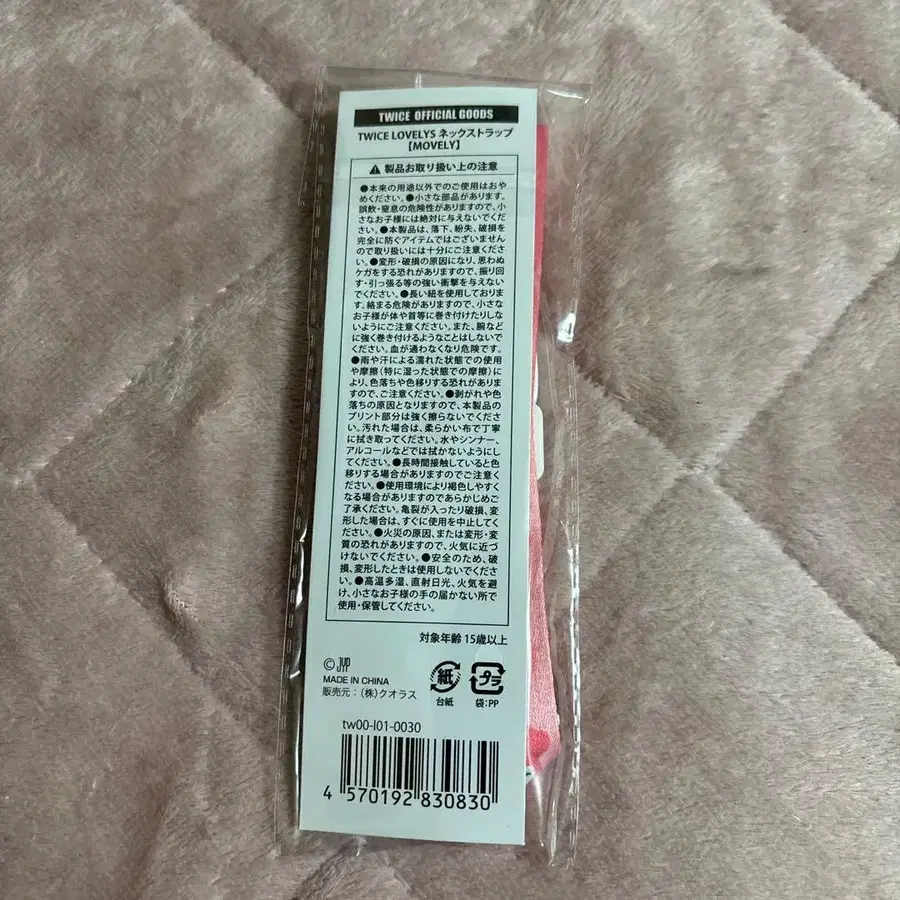 TWICE OFFICIAL GOODS
TWICE LOVELYS ネックストラップ
【MOVELY】
製品お取り扱い上の注意
●本来の用途以外でのご使用はおや
めください。●小さな部品があります。
誤飲・窒息の危険性がありますので、小
さなお子様には絶対に与えないでくだ
さい。●本製品は、落下、紛失、破損を
完全に防ぐアイテムではございません
ので取り扱いには十分にご注意くださ
い。●変形・破損の原因になり、思わぬ
ケガをする恐れがありますので、振り回
す・引っ張る等の強い衝撃を与えない
でください。●長い紐を使用しておりま
す。絡まる危険がありますので、小さな
お子様が体や首等に巻き付けたりしな
いようにご注意ください。また、腕など
に強く巻き付けるようなことはしないで
ください。血が通わなくなり危険です。
●雨や汗による濡れた状態での使用
や摩擦(特に湿った状態での摩擦)に
より、色落ちや色移りする恐れがありま
すので、ご注意ください。●剥がれや色
落ちの原因となりますので、本製品の
プリント部分は強く擦らないでくださ
い。汚れた場合は、柔らかい布で丁寧
に拭き取ってください。水やシンナー、
アルコールなどでは拭かないようにし
てください。●長時間接触していると色
移りする場合がありますのでご注意く
ださい。●使用環境により褐色しやすく
なる場合がありますのであらかじめご
了承ください。亀裂が入ったり破損、変
形した場合は、すぐに使用を中止してく
ださい。●火災の原因、または変形・変
質の恐れがありますので、火気に近づ
けないでください。●安全のため、破
損、変形したときは使用しないでくださ
い。
●高温多湿、直射日光、火気を避
け、小さなお子様の手の届かない所で
使用・保管してください。
対象年齢 15歳以上
© JYP
MADE IN CHINA
販売元：(株)クオラス
紙
台紙
プラ
袋：PP
tw00-l01-0030
4 570192 830830